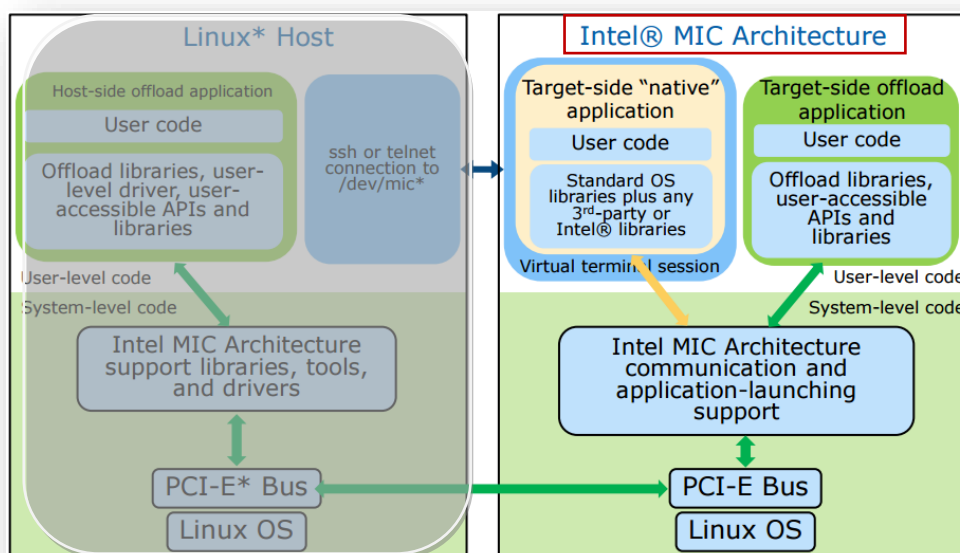 Linux* Host
Host-side offload application
User code
Offload libraries, user-
level driver, user-
accessible APIs and
libraries
ssh or telnet
connection to
/dev/mic*
User-level code
System-level code
Intel MIC Architecture
support libraries, tools,
and drivers
PCI-E* Bus
Linux OS
Intel® MIC Architecture
Target-side “native”
application
User code
Standard OS
libraries plus any
3rd-party or
Intel® libraries
Virtual terminal session
Target-side offload
application
User code
Offload libraries,
user-accessible
APIs and
libraries
User-level code
System-level code
Intel MIC Architecture
communication and
application-launching
support
PCI-E Bus
Linux OS